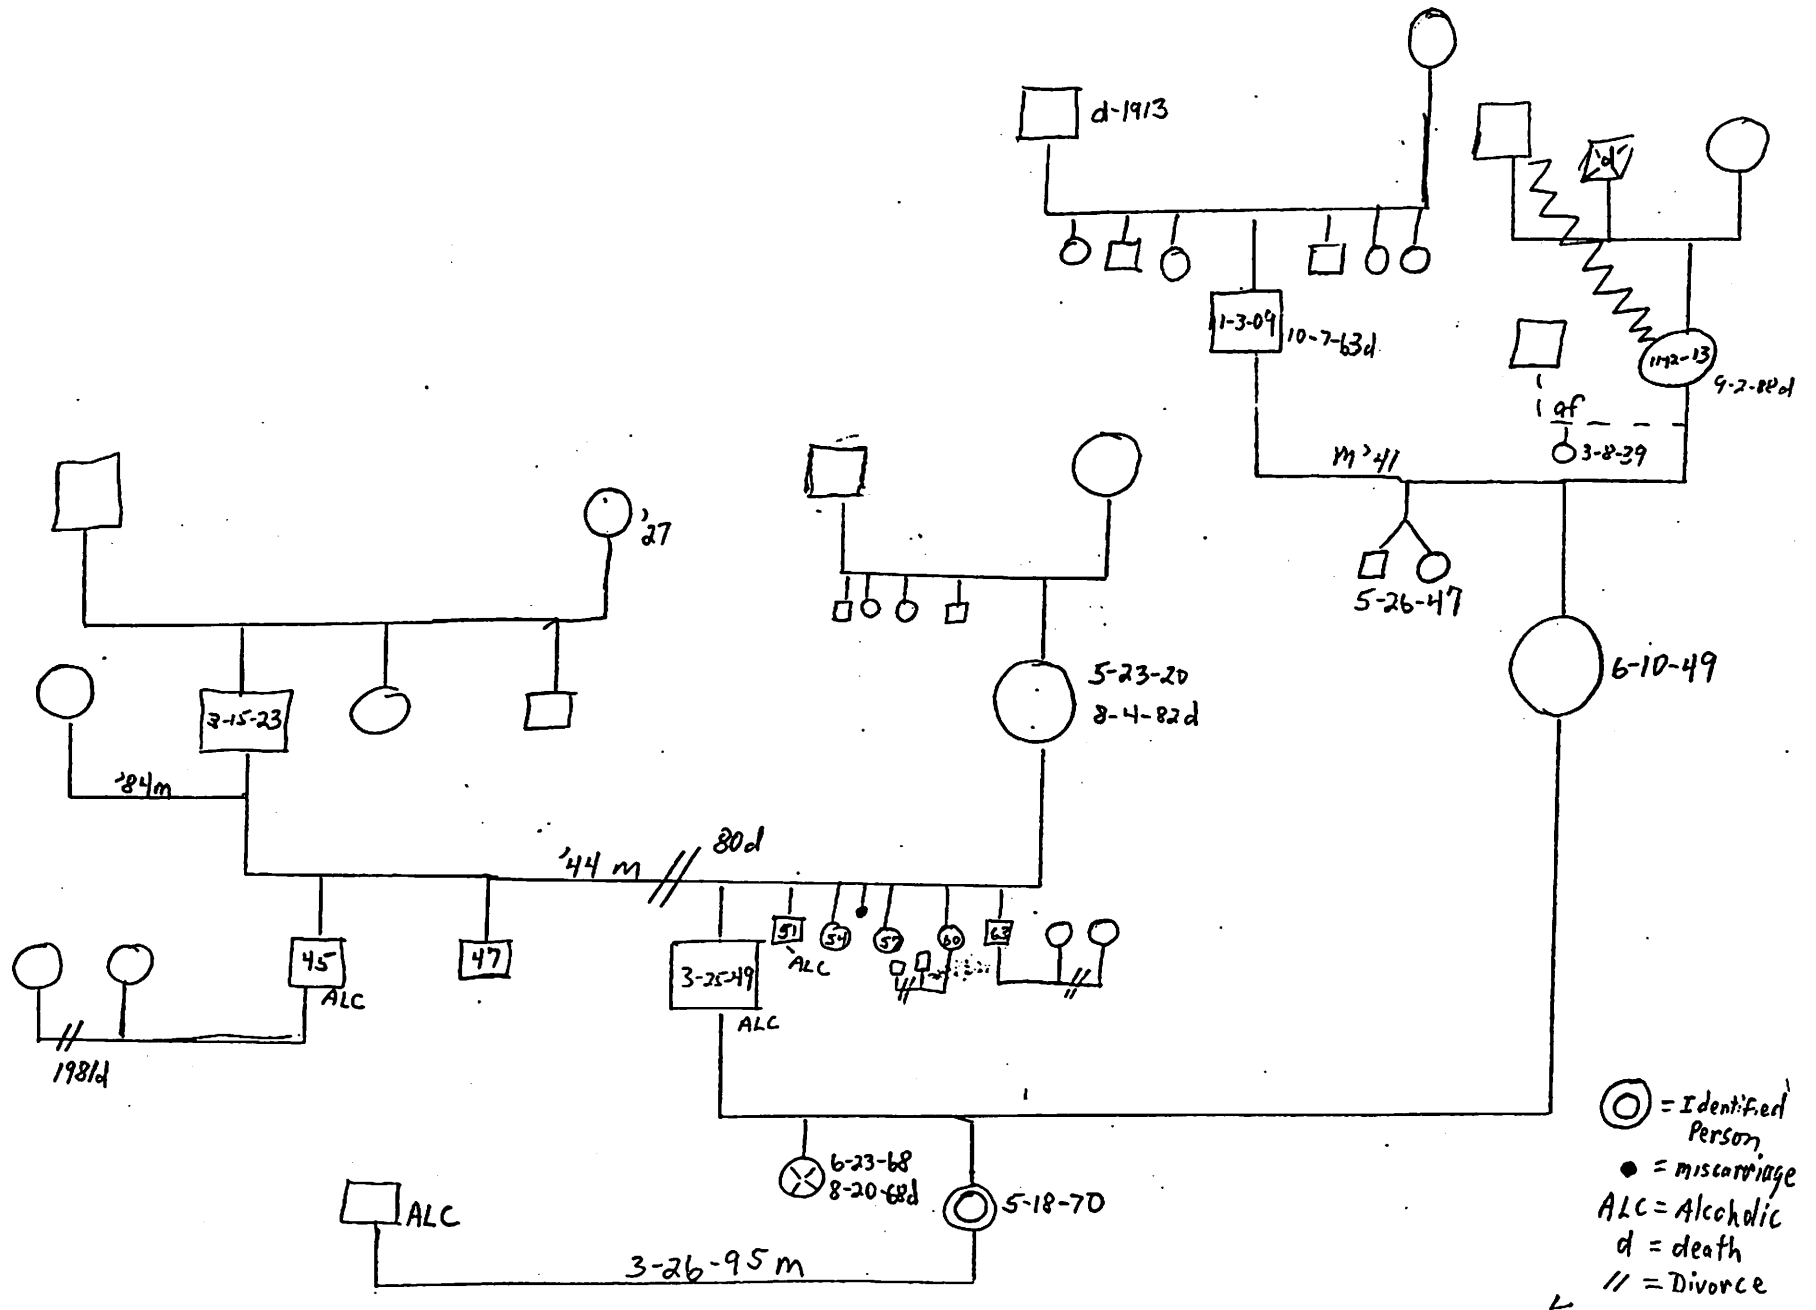 d-1913
d
1-3-09
10-7-63d
11-12-13
9-2-88d
af
3-8-39
m '41
5-26-47
'27
5-23-20
8-4-82d
6-10-49
3-15-23
'84m
'44 m
80d
45
ALC
47
3-25-49
ALC
51
ALC
54
57
60
63
1981d
6-23-68
8-20-68d
5-18-70
ALC
3-26-95 m
= Identified
Person
= miscarriage
ALC = Alcoholic
d = death
// = Divorce